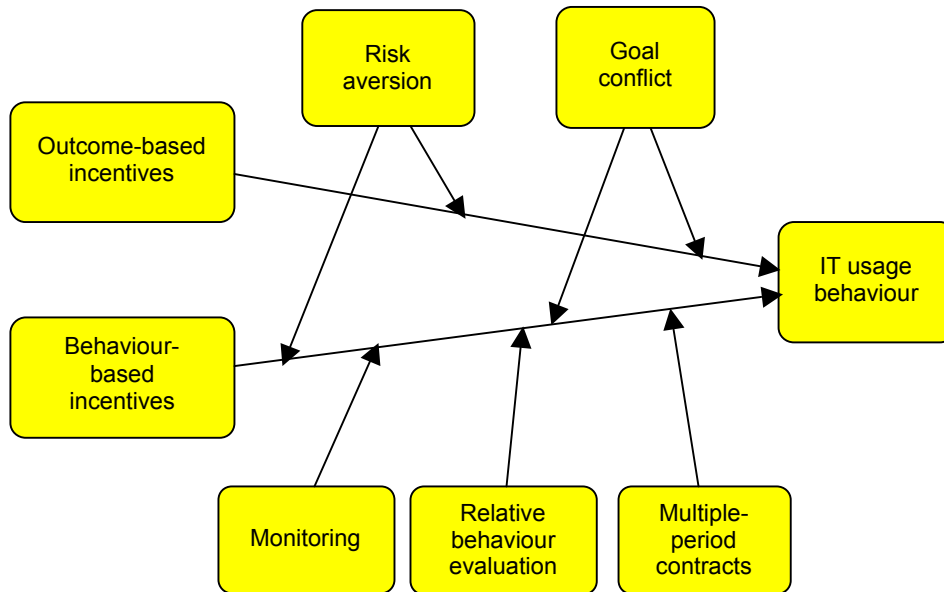 Risk
aversion
Goal
conflict
Outcome-based
incentives
IT usage
behaviour
Behaviour-
based
incentives
Monitoring
Relative
behaviour
evaluation
Multiple-
period
contracts